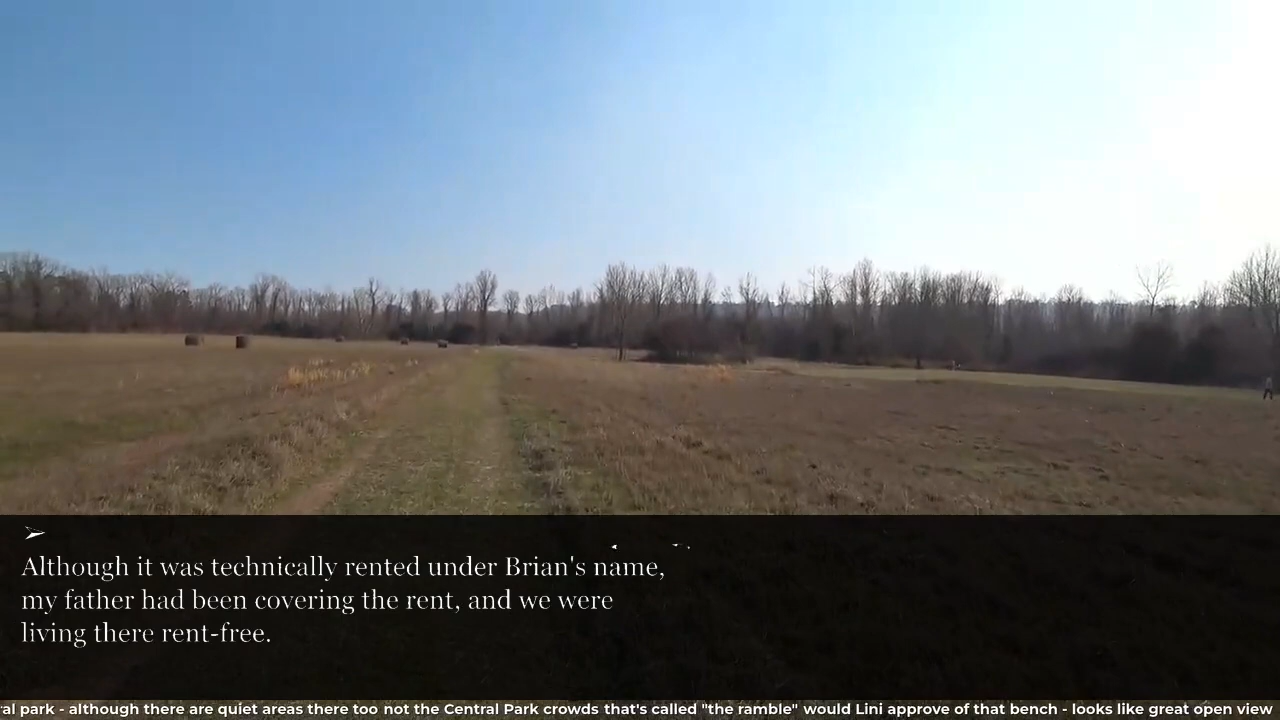 Although it was technically rented under Brian's name,
my father had been covering the rent, and we were
living there rent-free.
al park - although there are quiet areas there too not the Central Park crowds that's called "the ramble" would Lini approve of that bench - looks like great open view